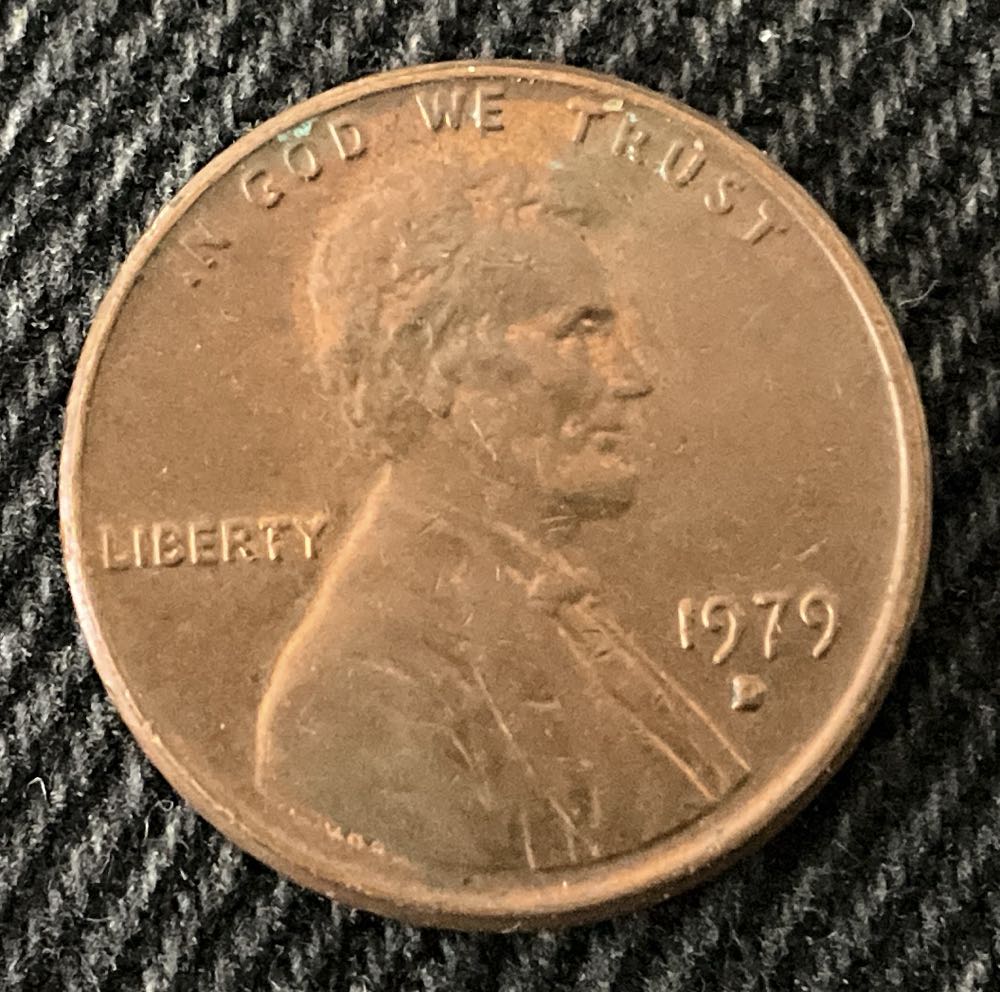 IN GOD WE TRUST
LIBERTY
1979
D